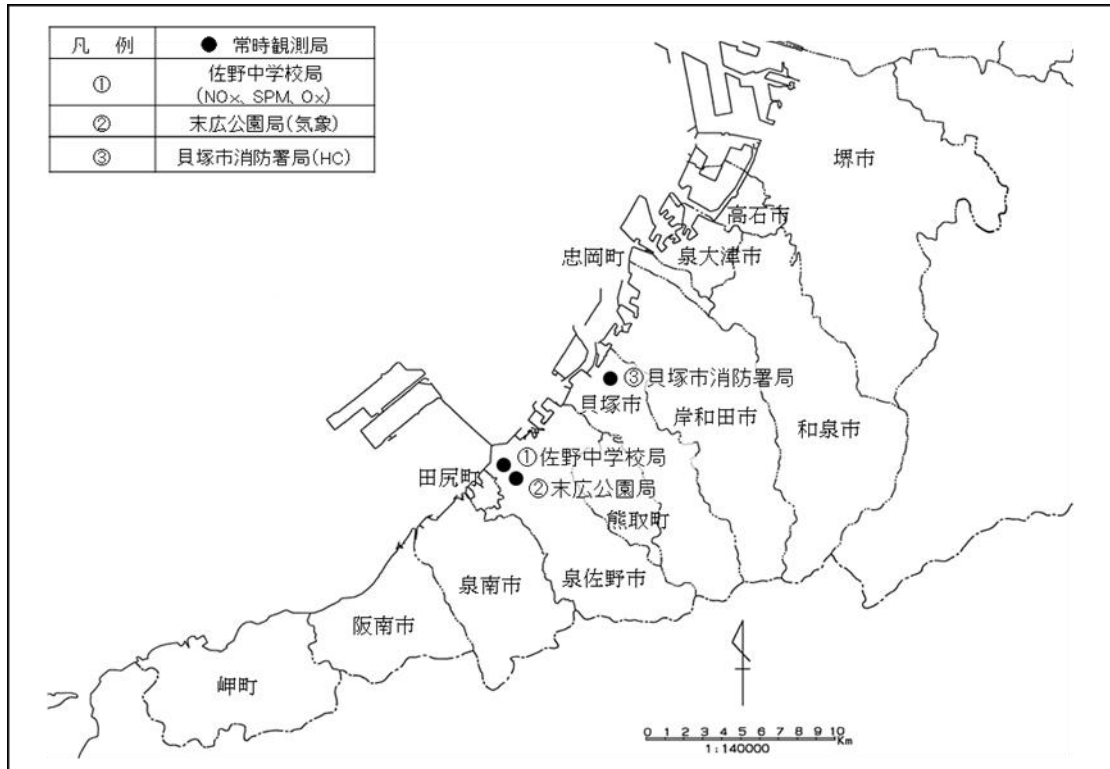 凡 例
● 常時観測局
①
佐野中学校局
(NOx、SPM、Ox)
②
末広公園局(気象)
③
貝塚市消防署局(HC)
堺市
高石市
泉大津市
忠岡町
③貝塚市消防署局
貝塚市
岸和田市
和泉市
①佐野中学校局
田尻町
②末広公園局
熊取町
泉南市
泉佐野市
阪南市
岬町
0 1 2 3 4 5 6 7 8 9 10
Km
1:140000